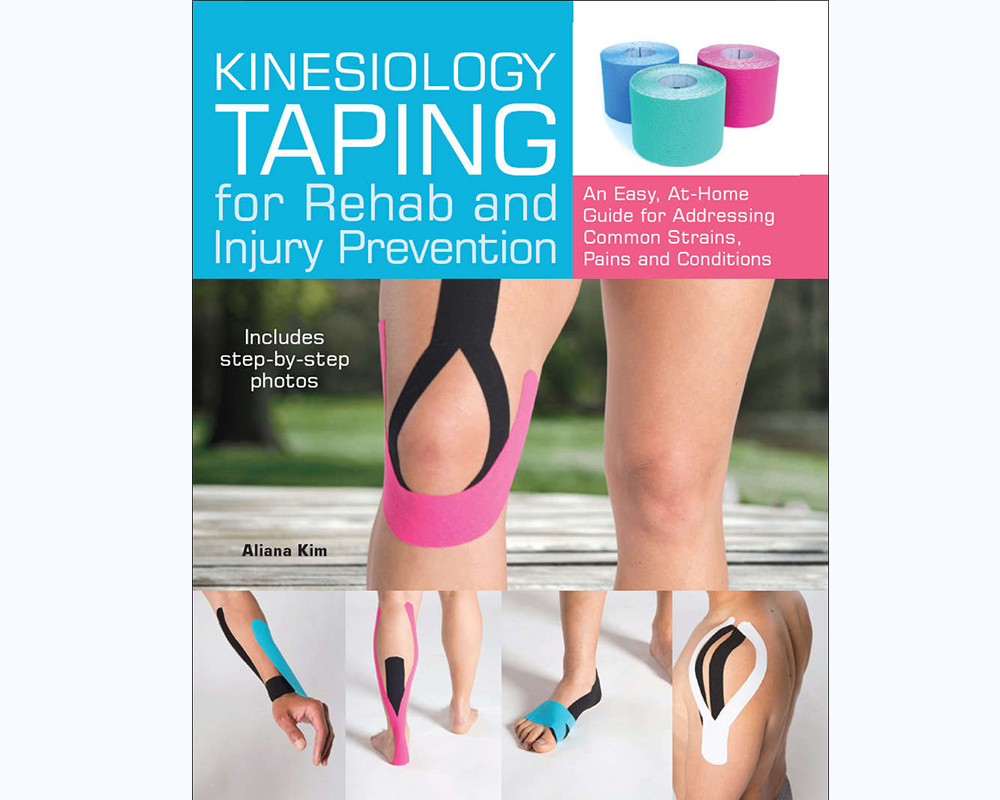 KINESIOLOGY
TAPING
for Rehab and
Injury Prevention
An Easy, At-Home
Guide for Addressing
Common Strains,
Pains and Conditions
Includes
step-by-step
photos
Aliana Kim